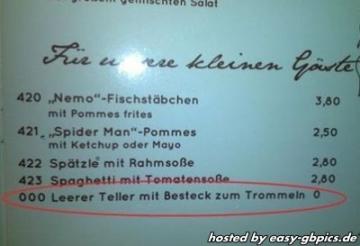 gemischten Salat
Für unsere kleinen Gäste
420 „Nemo"-Fischstäbchen 3,80
mit Pommes frites
421 „Spider Man"-Pommes 2,50
mit Ketchup oder Mayo
422 Spätzle mit Rahmsoße 2,80
423 Spaghetti mit Tomatensoße 2,80
000 Leerer Teller mit Besteck zum Trommeln 0
hosted by easy-gbpics.de